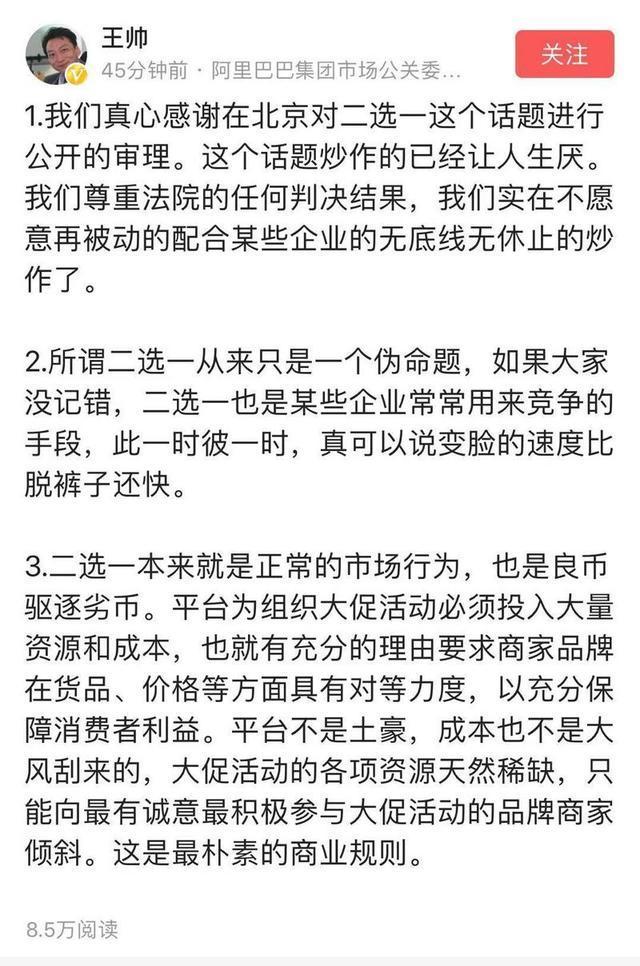 王帅
45分钟前 · 阿里巴巴集团市场公关委...
关注
1.我们真心感谢在北京对二选一这个话题进行
公开的审理。这个话题炒作的已经让人生厌。
我们尊重法院的任何判决结果，我们实在不愿
意再被动的配合某些企业的无底线无休止的炒
作了。
2.所谓二选一从来只是一个伪命题，如果大家
没记错，二选一也是某些企业常常用来竞争的
手段，此一时彼一时，真可以说变脸的速度比
脱裤子还快。
3.二选一本来就是正常的市场行为，也是良币
驱逐劣币。平台为组织大促活动必须投入大量
资源和成本，也就有充分的理由要求商家品牌
在货品、价格等方面具有对等力度，以充分保
障消费者利益。平台不是土豪，成本也不是大
风刮来的，大促活动的各项资源天然稀缺，只
能向最有诚意最积极参与大促活动的品牌商家
倾斜。这是最朴素的商业规则。
8.5万阅读